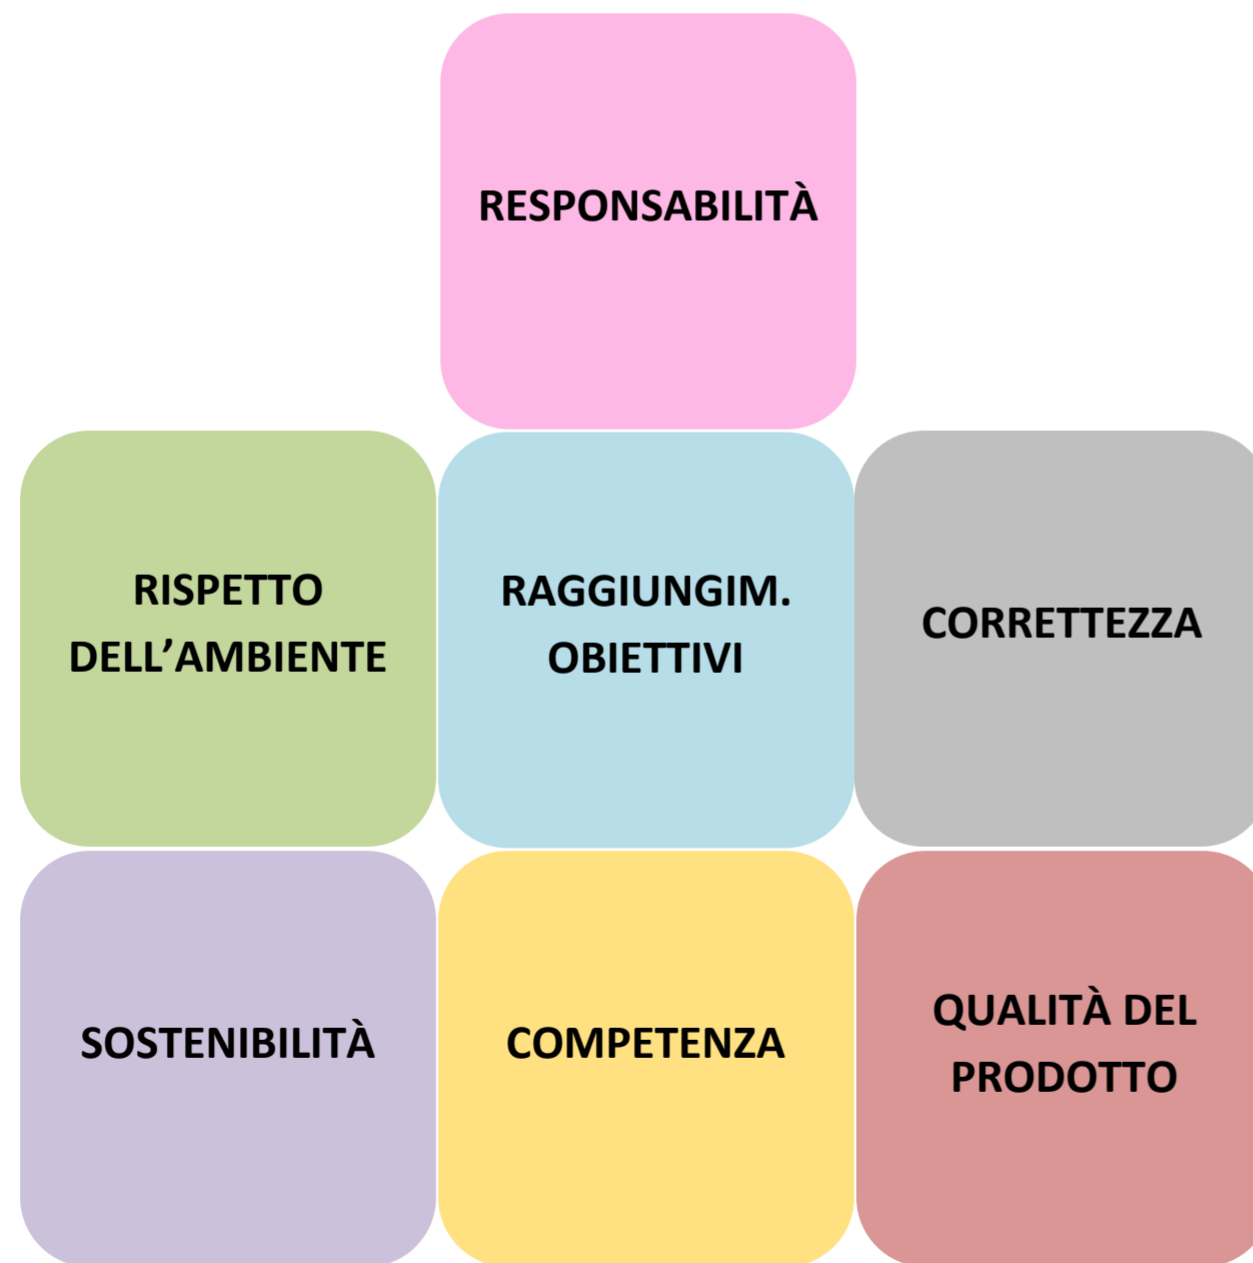 RESPONSABILITÀ
RISPETTO
DELL’AMBIENTE
RAGGIUNGIM.
OBIETTIVI
CORRETTEZZA
SOSTENIBILITÀ
COMPETENZA
QUALITÀ DEL
PRODOTTO